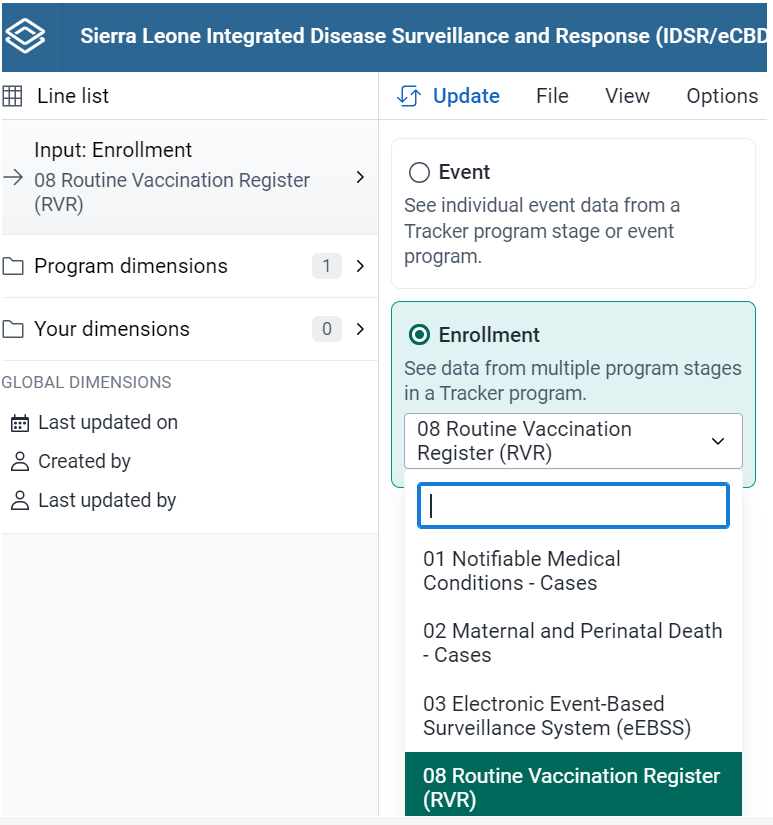 Sierra Leone Integrated Disease Surveillance and Response (IDSR/eCBD
Line list
Update File View Options
Input: Enrollment
08 Routine Vaccination Register
(RVR)
Program dimensions 1
Your dimensions 0
GLOBAL DIMENSIONS
Last updated on
Created by
Last updated by
Event
See individual event data from a
Tracker program stage or event
program.
Enrollment
See data from multiple program stages
in a Tracker program.
08 Routine Vaccination
Register (RVR)
01 Notifiable Medical
Conditions - Cases
02 Maternal and Perinatal Death
- Cases
03 Electronic Event-Based
Surveillance System (eEBSS)
08 Routine Vaccination Register
(RVR)